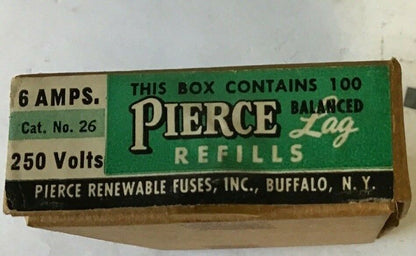 6 AMPS.
Cat. No. 26
250 Volts
THIS BOX CONTAINS 100
PIERCE BALANCED Lag
REFILLS
PIERCE RENEWABLE FUSES, INC., BUFFALO, N. Y.